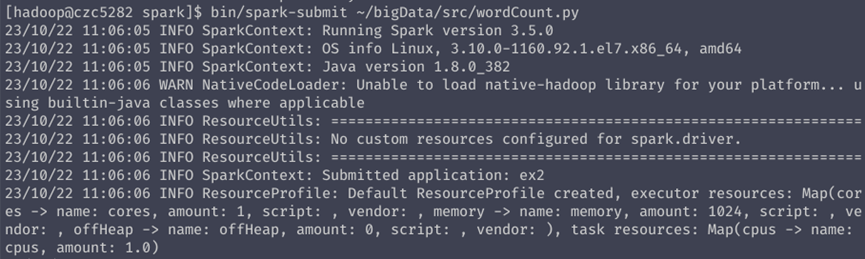 [hadoop@czc5282 spark]$ bin/spark-submit ~/bigData/src/wordCount.py
23/10/22 11:06:05 INFO SparkContext: Running Spark version 3.5.0
23/10/22 11:06:05 INFO SparkContext: OS info Linux, 3.10.0-1160.92.1.el7.x86_64, amd64
23/10/22 11:06:05 INFO SparkContext: Java version 1.8.0_382
23/10/22 11:06:06 WARN NativeCodeLoader: Unable to load native-hadoop library for your platform... u
sing builtin-java classes where applicable
23/10/22 11:06:06 INFO ResourceUtils: ==============================================================
23/10/22 11:06:06 INFO ResourceUtils: No custom resources configured for spark.driver.
23/10/22 11:06:06 INFO ResourceUtils: ==============================================================
23/10/22 11:06:06 INFO SparkContext: Submitted application: ex2
23/10/22 11:06:06 INFO ResourceProfile: Default ResourceProfile created, executor resources: Map(cor
es -> name: cores, amount: 1, script: , vendor: , memory -> name: memory, amount: 1024, script: , ve
ndor: , offHeap -> name: offHeap, amount: 0, script: , vendor: ), task resources: Map(cpus -> name:
cpus, amount: 1.0)